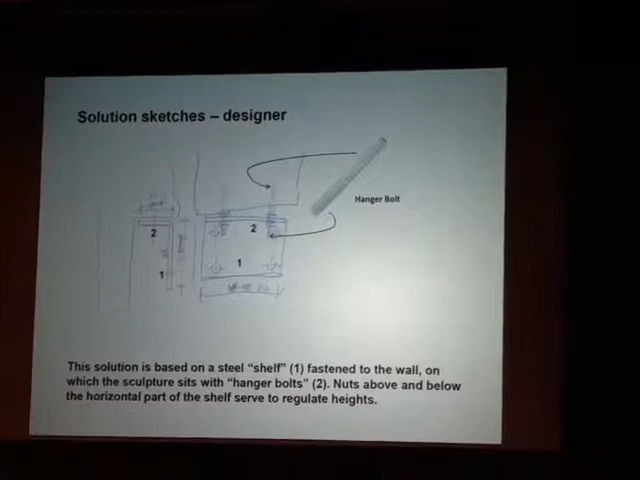 Solution sketches – designer
Hanger Bolt
2
2
1
1
This solution is based on a steel “shelf” (1) fastened to the wall, on
which the sculpture sits with “hanger bolts” (2). Nuts above and below
the horizontal part of the shelf serve to regulate heights.